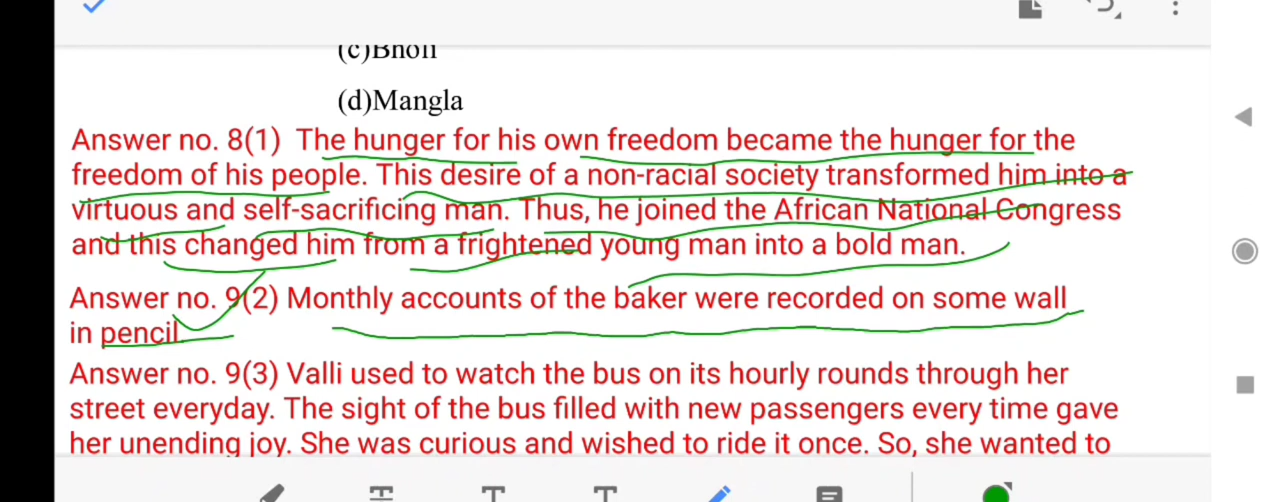 (c)Bholi
(d)Mangla
Answer no. 8(1) The hunger for his own freedom became the hunger for the
freedom of his people. This desire of a non-racial society transformed him into a
virtuous and self-sacrificing man. Thus, he joined the African National Congress
and this changed him from a frightened young man into a bold man.
Answer no. 9(2) Monthly accounts of the baker were recorded on some wall
in pencil.
Answer no. 9(3) Valli used to watch the bus on its hourly rounds through her
street everyday. The sight of the bus filled with new passengers every time gave
her unending joy. She was curious and wished to ride it once. So, she wanted to